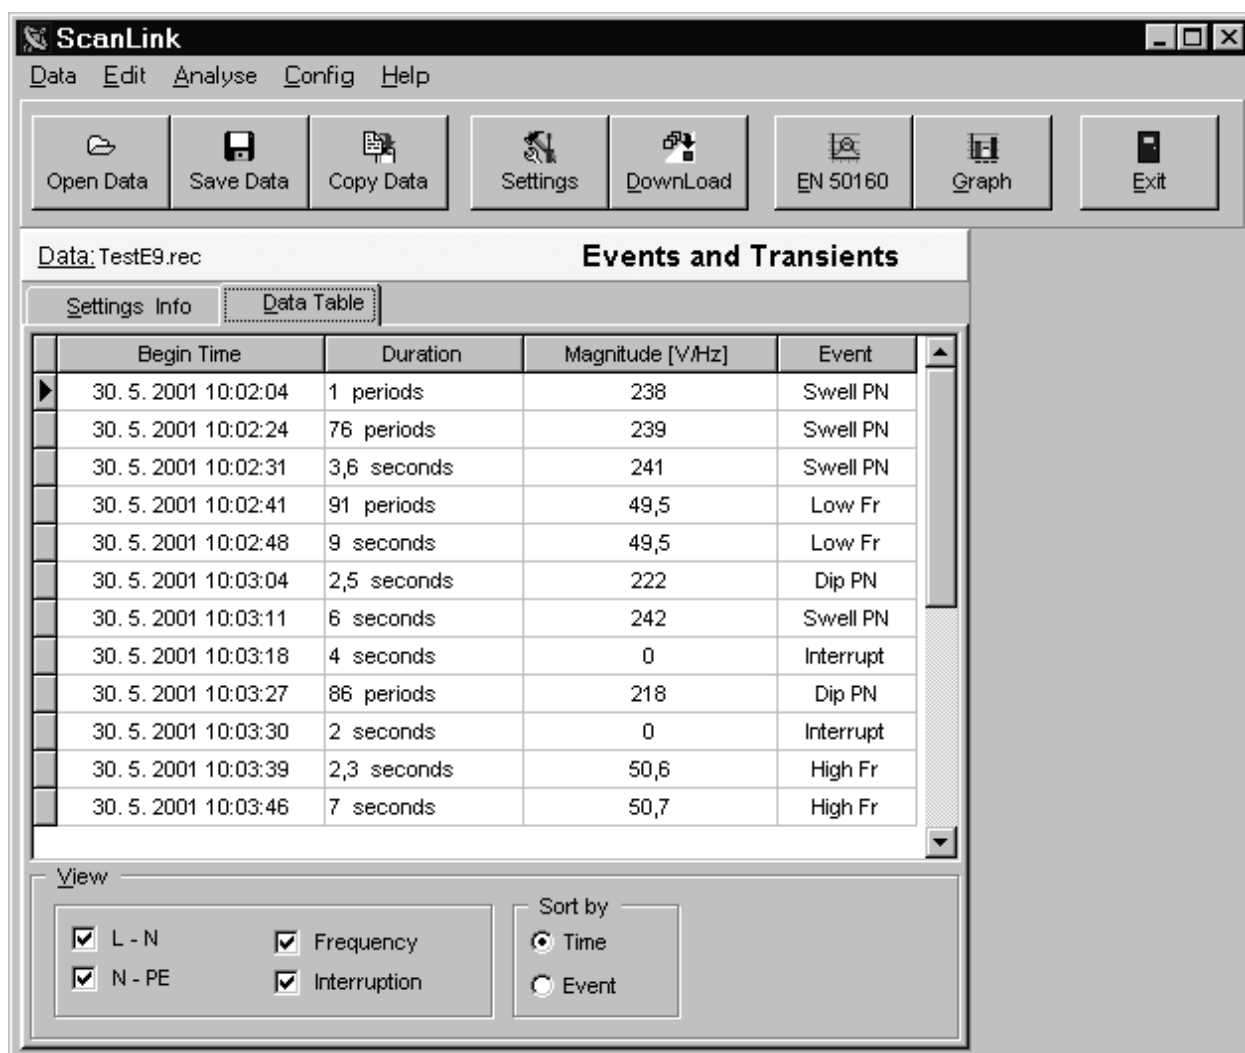 ScanLink
Data Edit Analyse Config Help
Open Data Save Data Copy Data Settings DownLoad EN 50160 Graph Exit
Data: TestE9.rec Events and Transients
Settings Info Data Table
Begin Time Duration Magnitude [V/Hz] Event
30. 5. 2001 10:02:04 1 periods 238 Swell PN
30. 5. 2001 10:02:24 76 periods 239 Swell PN
30. 5. 2001 10:02:31 3,6 seconds 241 Swell PN
30. 5. 2001 10:02:41 91 periods 49,5 Low Fr
30. 5. 2001 10:02:48 9 seconds 49,5 Low Fr
30. 5. 2001 10:03:04 2,5 seconds 222 Dip PN
30. 5. 2001 10:03:11 6 seconds 242 Swell PN
30. 5. 2001 10:03:18 4 seconds 0 Interrupt
30. 5. 2001 10:03:27 86 periods 218 Dip PN
30. 5. 2001 10:03:30 2 seconds 0 Interrupt
30. 5. 2001 10:03:39 2,3 seconds 50,6 High Fr
30. 5. 2001 10:03:46 7 seconds 50,7 High Fr
View
L - N Frequency
N - PE Interruption
Sort by
Time
Event